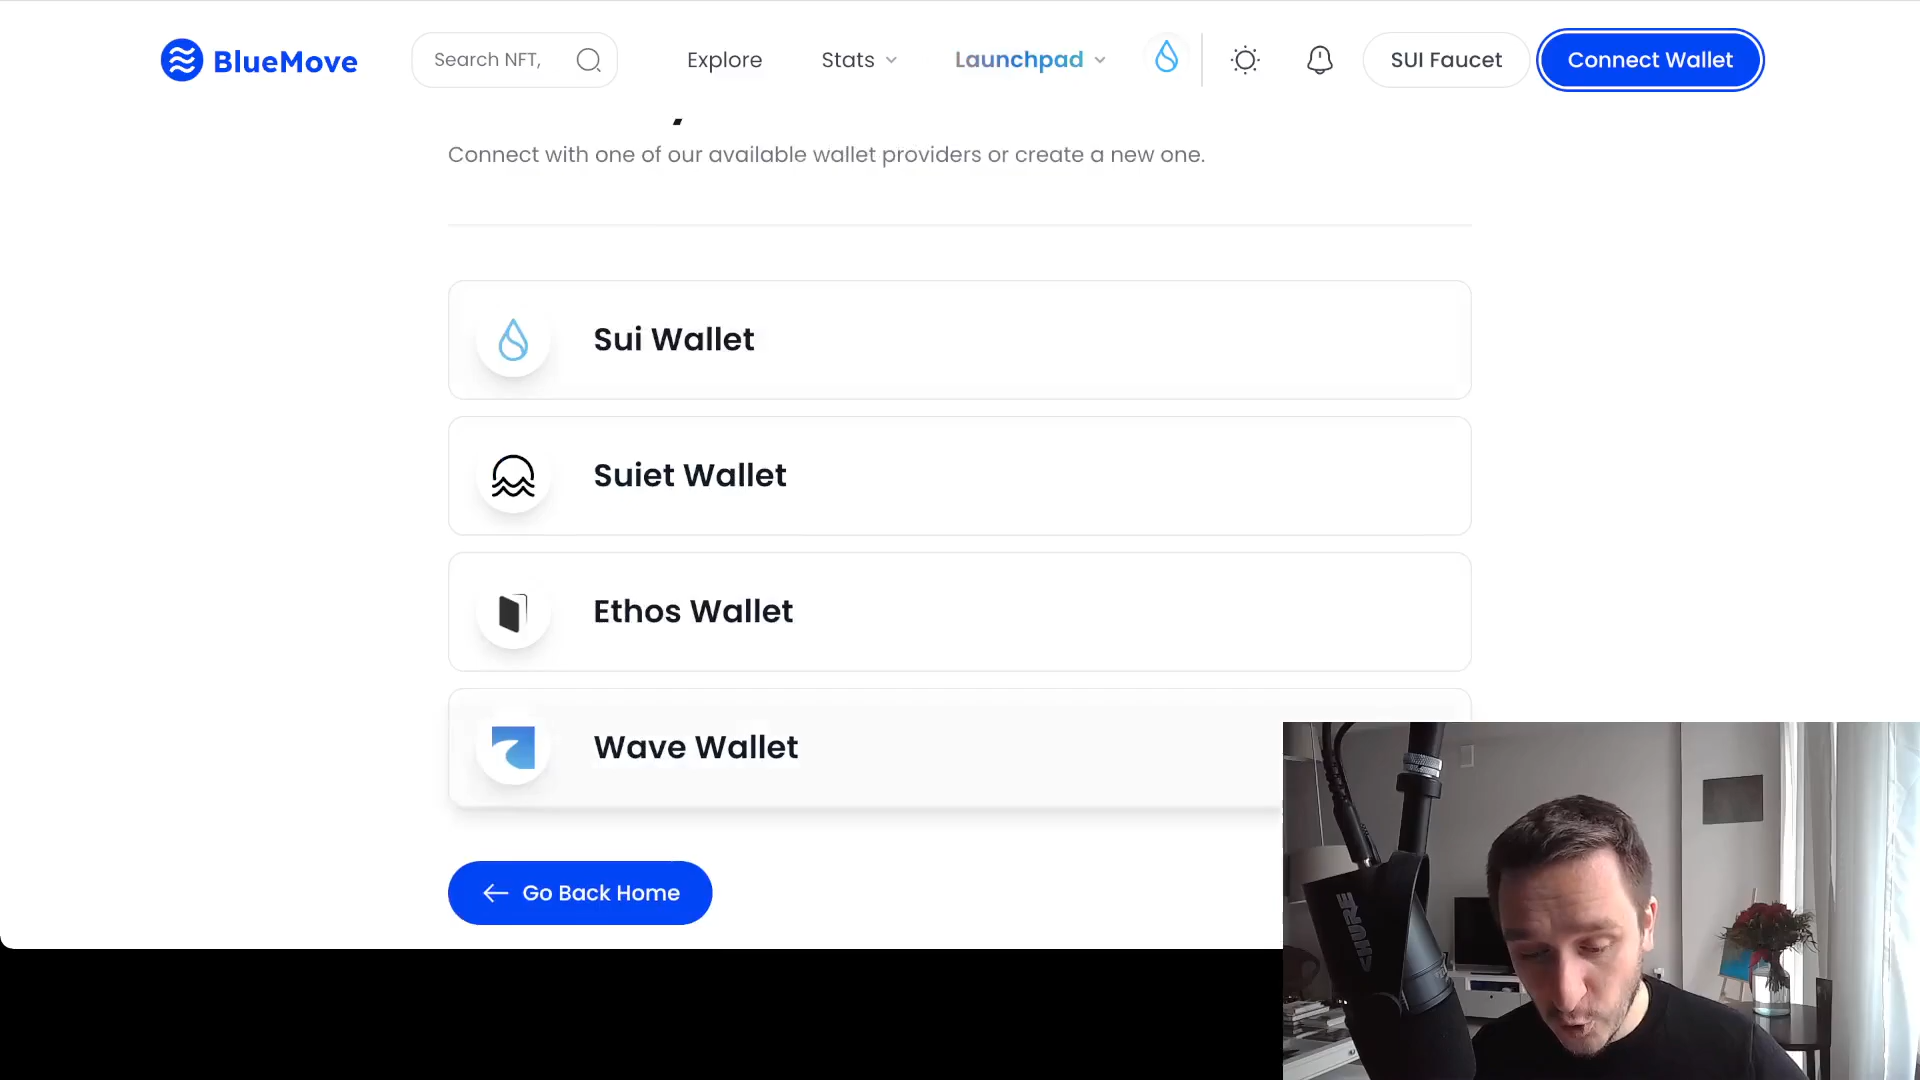 BlueMove
Search NFT,
Explore
Stats
Launchpad
SUI Faucet
Connect Wallet
Connect with one of our available wallet providers or create a new one.
Sui Wallet
Suiet Wallet
Ethos Wallet
Wave Wallet
Go Back Home
SHURE